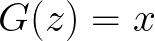 G(z) = x